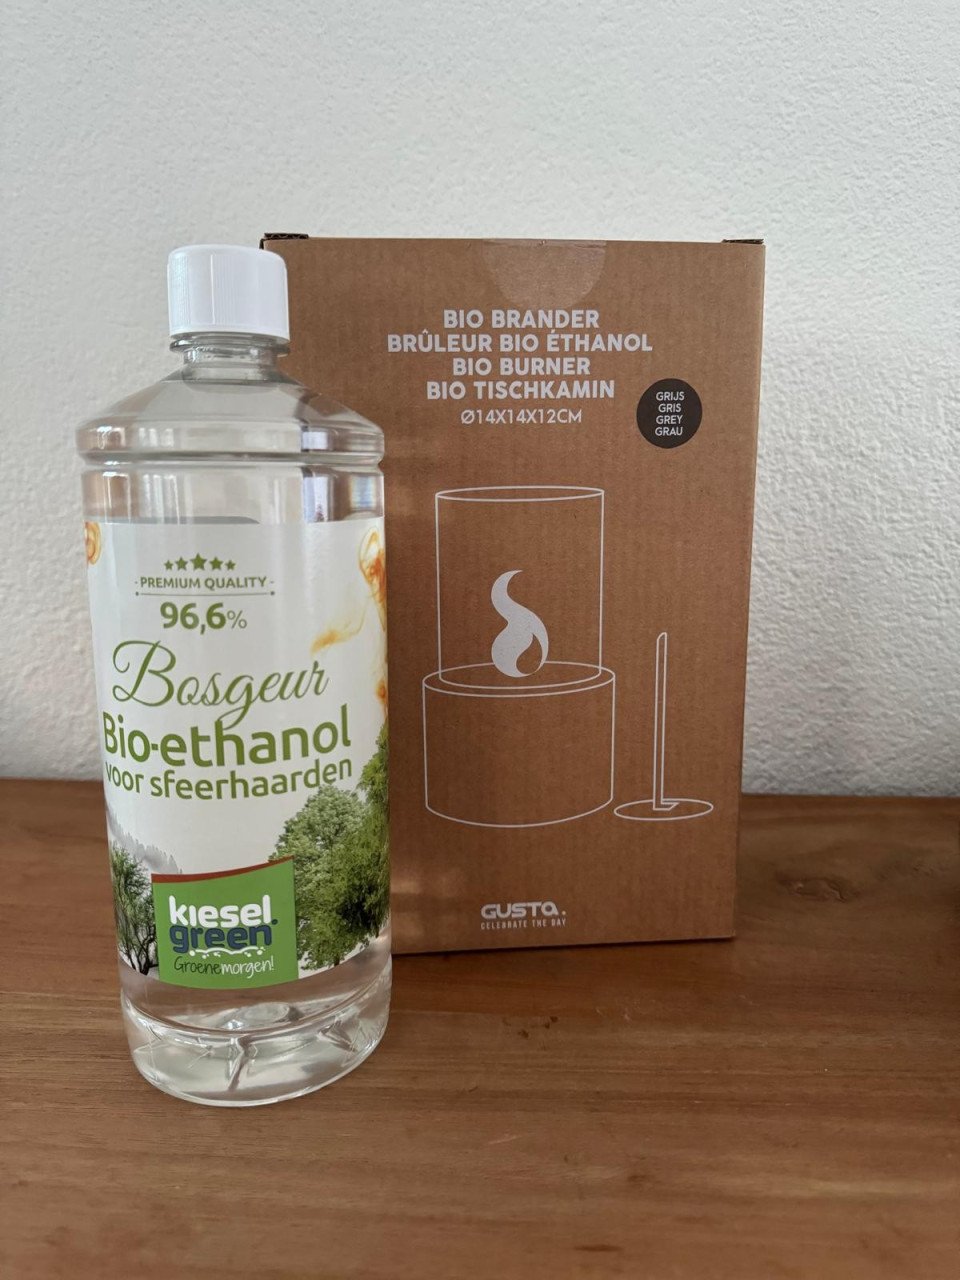 PREMIUM QUALITY
96,6%
Bosgeur
Bio-ethanol
voor sfeerhaarden
kiesel
green
Groenemorgen!
BIO BRANDER
BRÛLEUR BIO ÉTHANOL
BIO BURNER
BIO TISCHKAMIN
Ø14X14X12CM
GRIJS
GRIS
GREY
GRAU
GUSTA.
CELEBRATE THE DAY